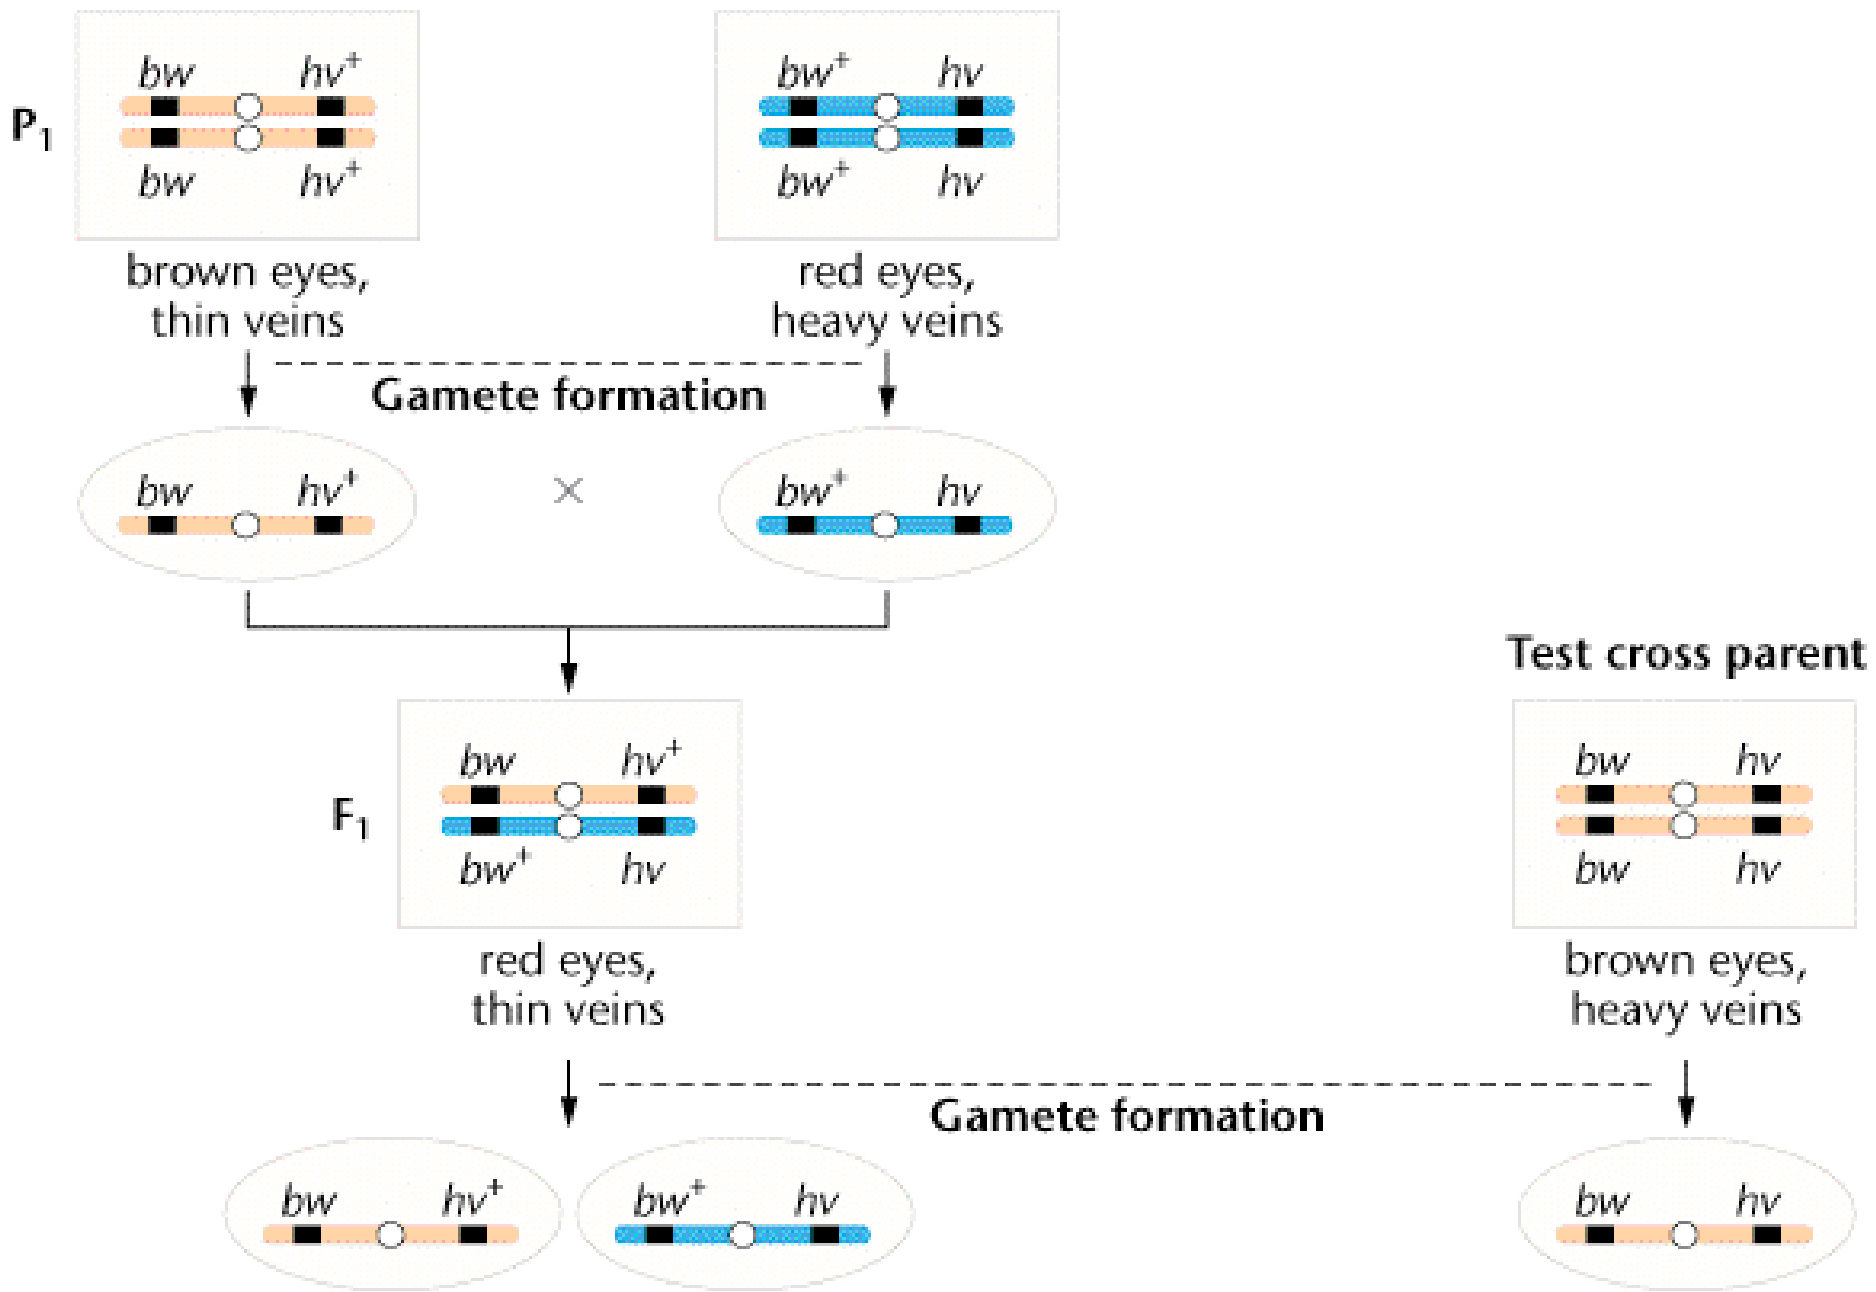 bw hv⁺ bw⁺ hv
P₁
bw hv⁺ bw⁺ hv
brown eyes, red eyes,
thin veins heavy veins
Gamete formation
bw hv⁺ × bw⁺ hv
Test cross parent
bw hv⁺ bw hv
F₁
bw⁺ hv bw hv
red eyes, brown eyes,
thin veins heavy veins
Gamete formation
bw hv⁺ bw⁺ hv bw hv